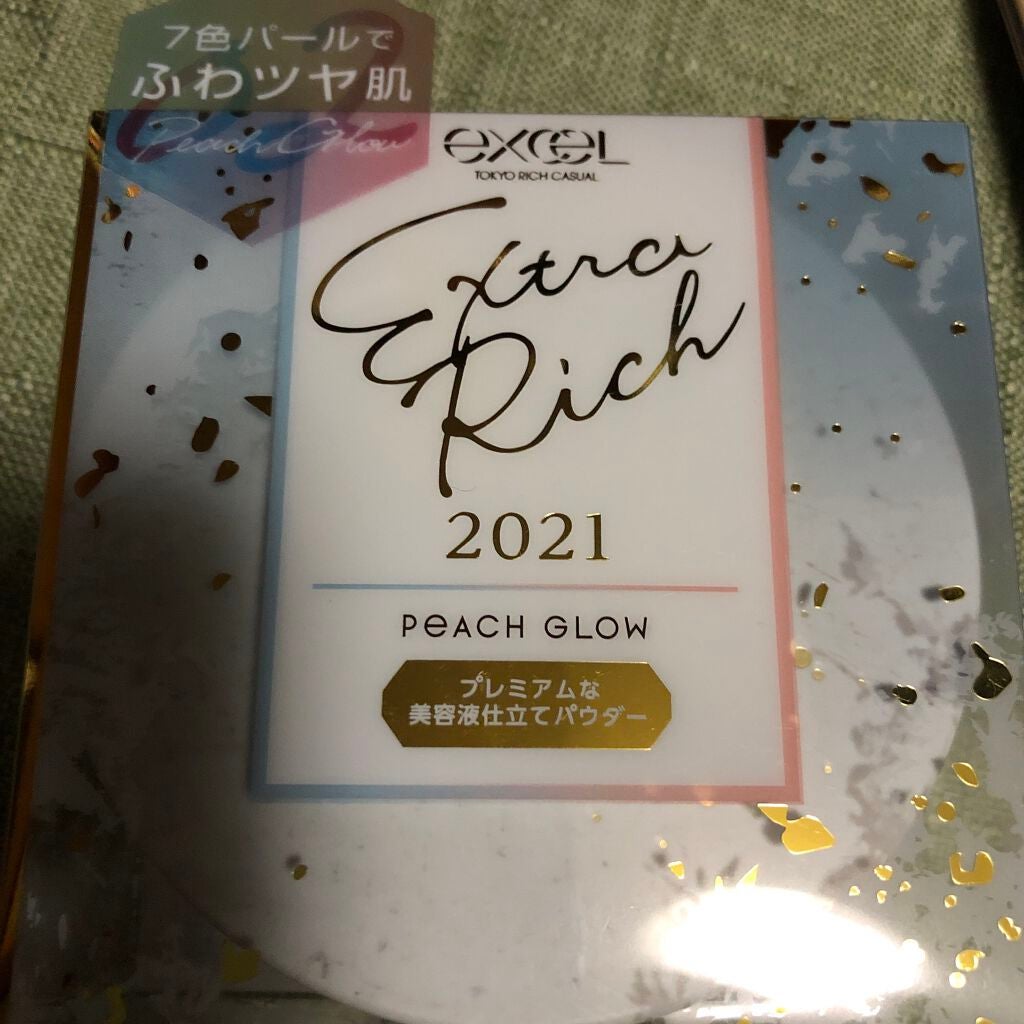 7色パールで
ふわツヤ肌
Peach Glow
excel
TOKYO RICH CASUAL
Extra
Rich
2021
PEACH GLOW
プレミアムな
美容液仕立てパウダー